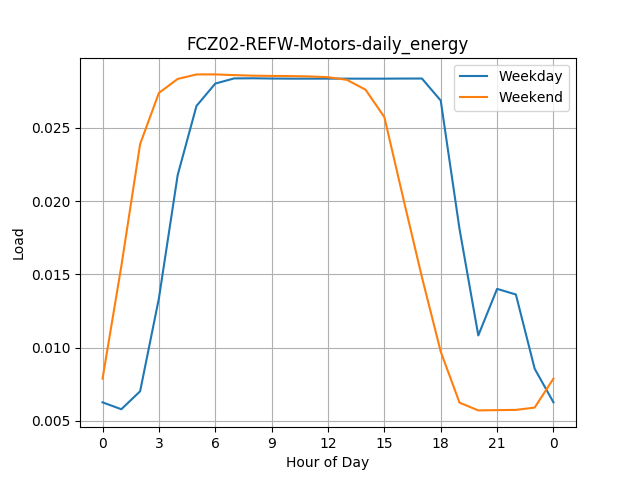 FCZ02-REFW-Motors-daily_energy
Weekday
Weekend
0.025
0.020
0.015
0.010
0.005
Load
0 3 6 9 12 15 18 21 0
Hour of Day